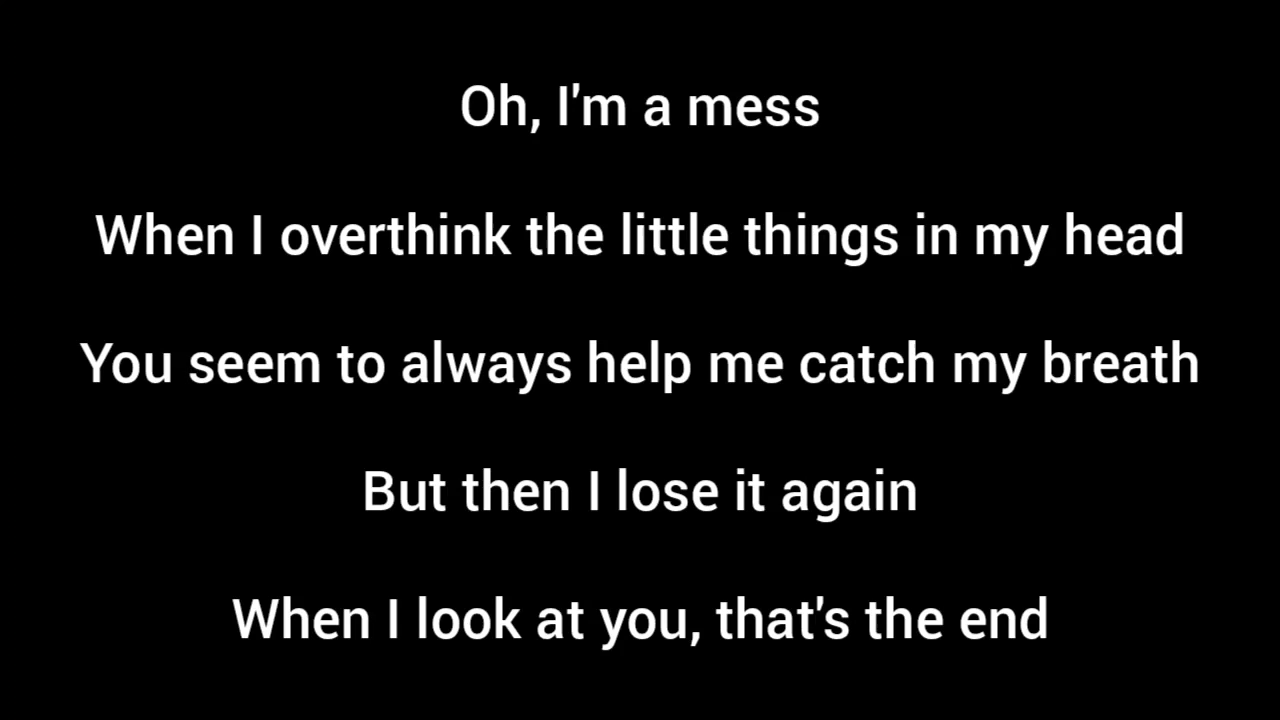 Oh, I'm a mess
When I overthink the little things in my head
You seem to always help me catch my breath
But then I lose it again
When I look at you, that's the end